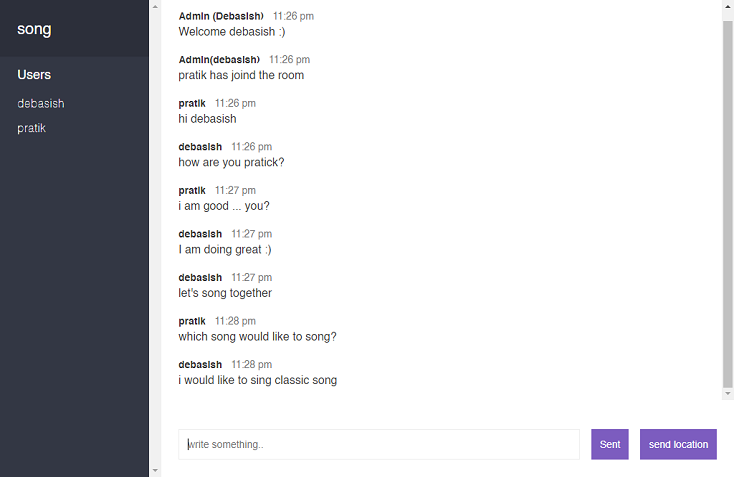 song
Users
debasish
pratik
Admin (Debasish) 11:26 pm
Welcome debasish :)
Admin(debasish) 11:26 pm
pratik has joind the room
pratik 11:26 pm
hi debasish
debasish 11:26 pm
how are you pratick?
pratik 11:27 pm
i am good ... you?
debasish 11:27 pm
I am doing great :)
debasish 11:27 pm
let's song together
pratik 11:28 pm
which song would like to song?
debasish 11:28 pm
i would like to sing classic song
write something..
Sent
send location